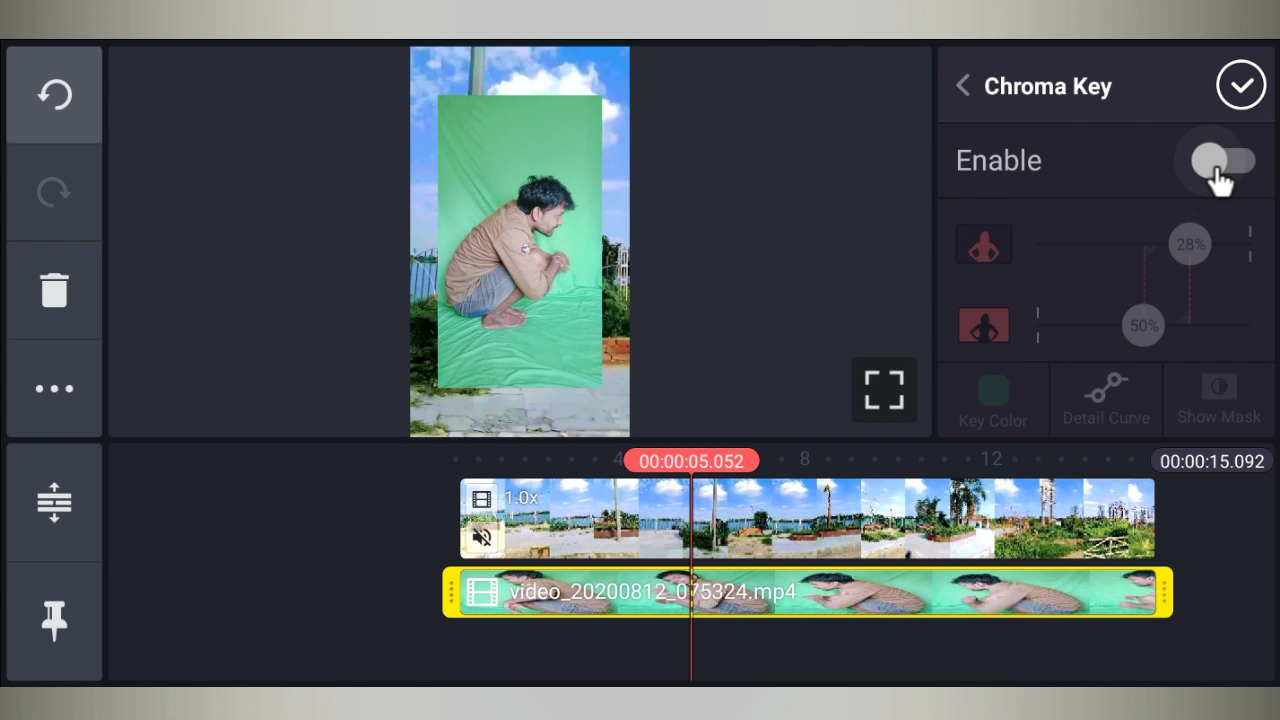 Chroma Key
Enable
28%
50%
Key Color
Detail Curve
Show Mask
4
00:00:05.052
8
12
00:00:15.092
1.0x
video_20200812_075324.mp4